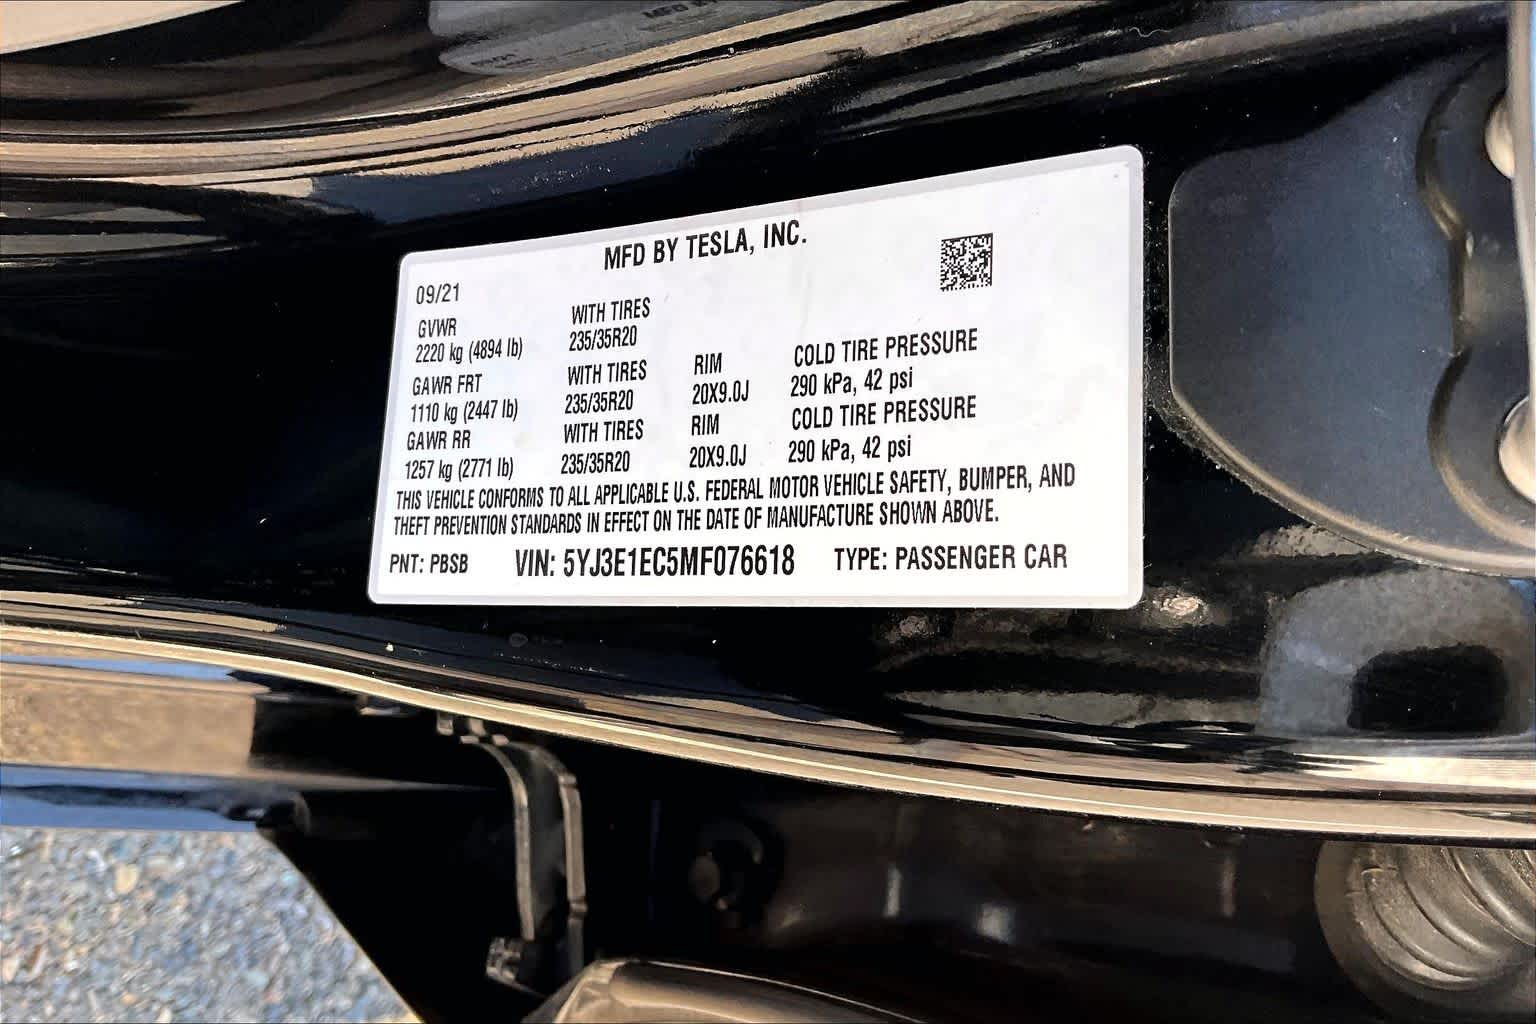 MFD BY TESLA, INC.
09/21
GVWR WITH TIRES
2220 kg (4894 lb) 235/35R20
GAWR FRT WITH TIRES RIM COLD TIRE PRESSURE
1110 kg (2447 lb) 235/35R20 20X9.0J 290 kPa, 42 psi
GAWR RR WITH TIRES RIM COLD TIRE PRESSURE
1257 kg (2771 lb) 235/35R20 20X9.0J 290 kPa, 42 psi
THIS VEHICLE CONFORMS TO ALL APPLICABLE U.S. FEDERAL MOTOR VEHICLE SAFETY, BUMPER, AND
THEFT PREVENTION STANDARDS IN EFFECT ON THE DATE OF MANUFACTURE SHOWN ABOVE.
PNT: PBSB VIN: 5YJ3E1EC5MF076618 TYPE: PASSENGER CAR